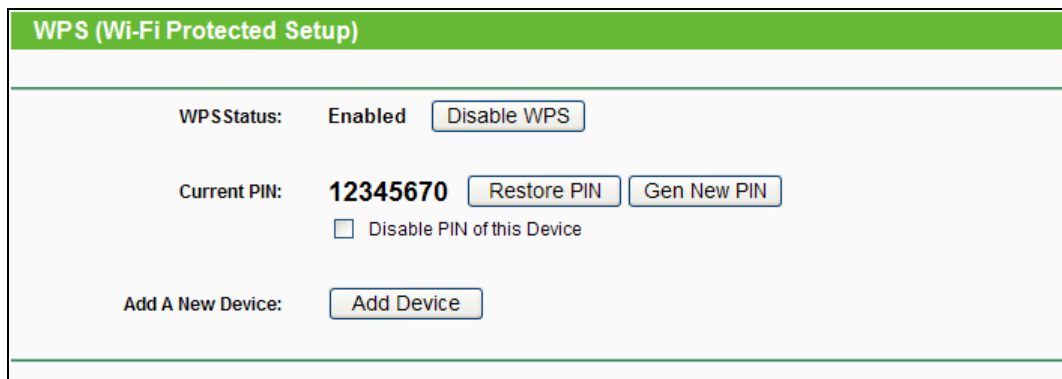 WPS (Wi-Fi Protected Setup)
WPS Status: Enabled Disable WPS
Current PIN: 12345670 Restore PIN Gen New PIN
Disable PIN of this Device
Add A New Device: Add Device